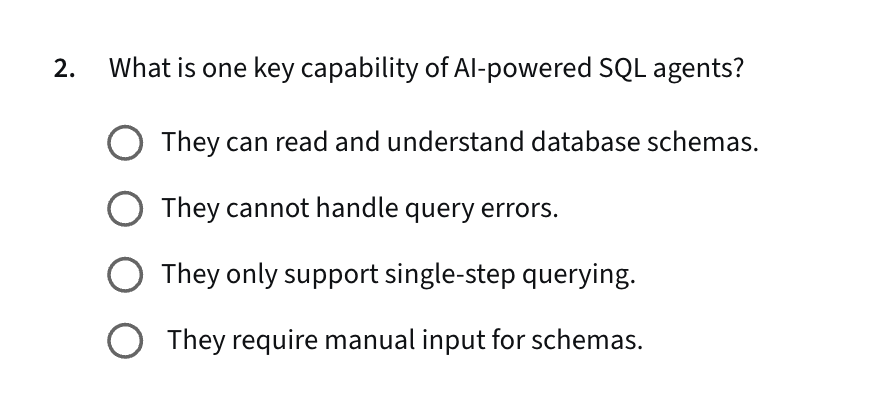 2. What is one key capability of AI-powered SQL agents?
They can read and understand database schemas.
They cannot handle query errors.
They only support single-step querying.
They require manual input for schemas.